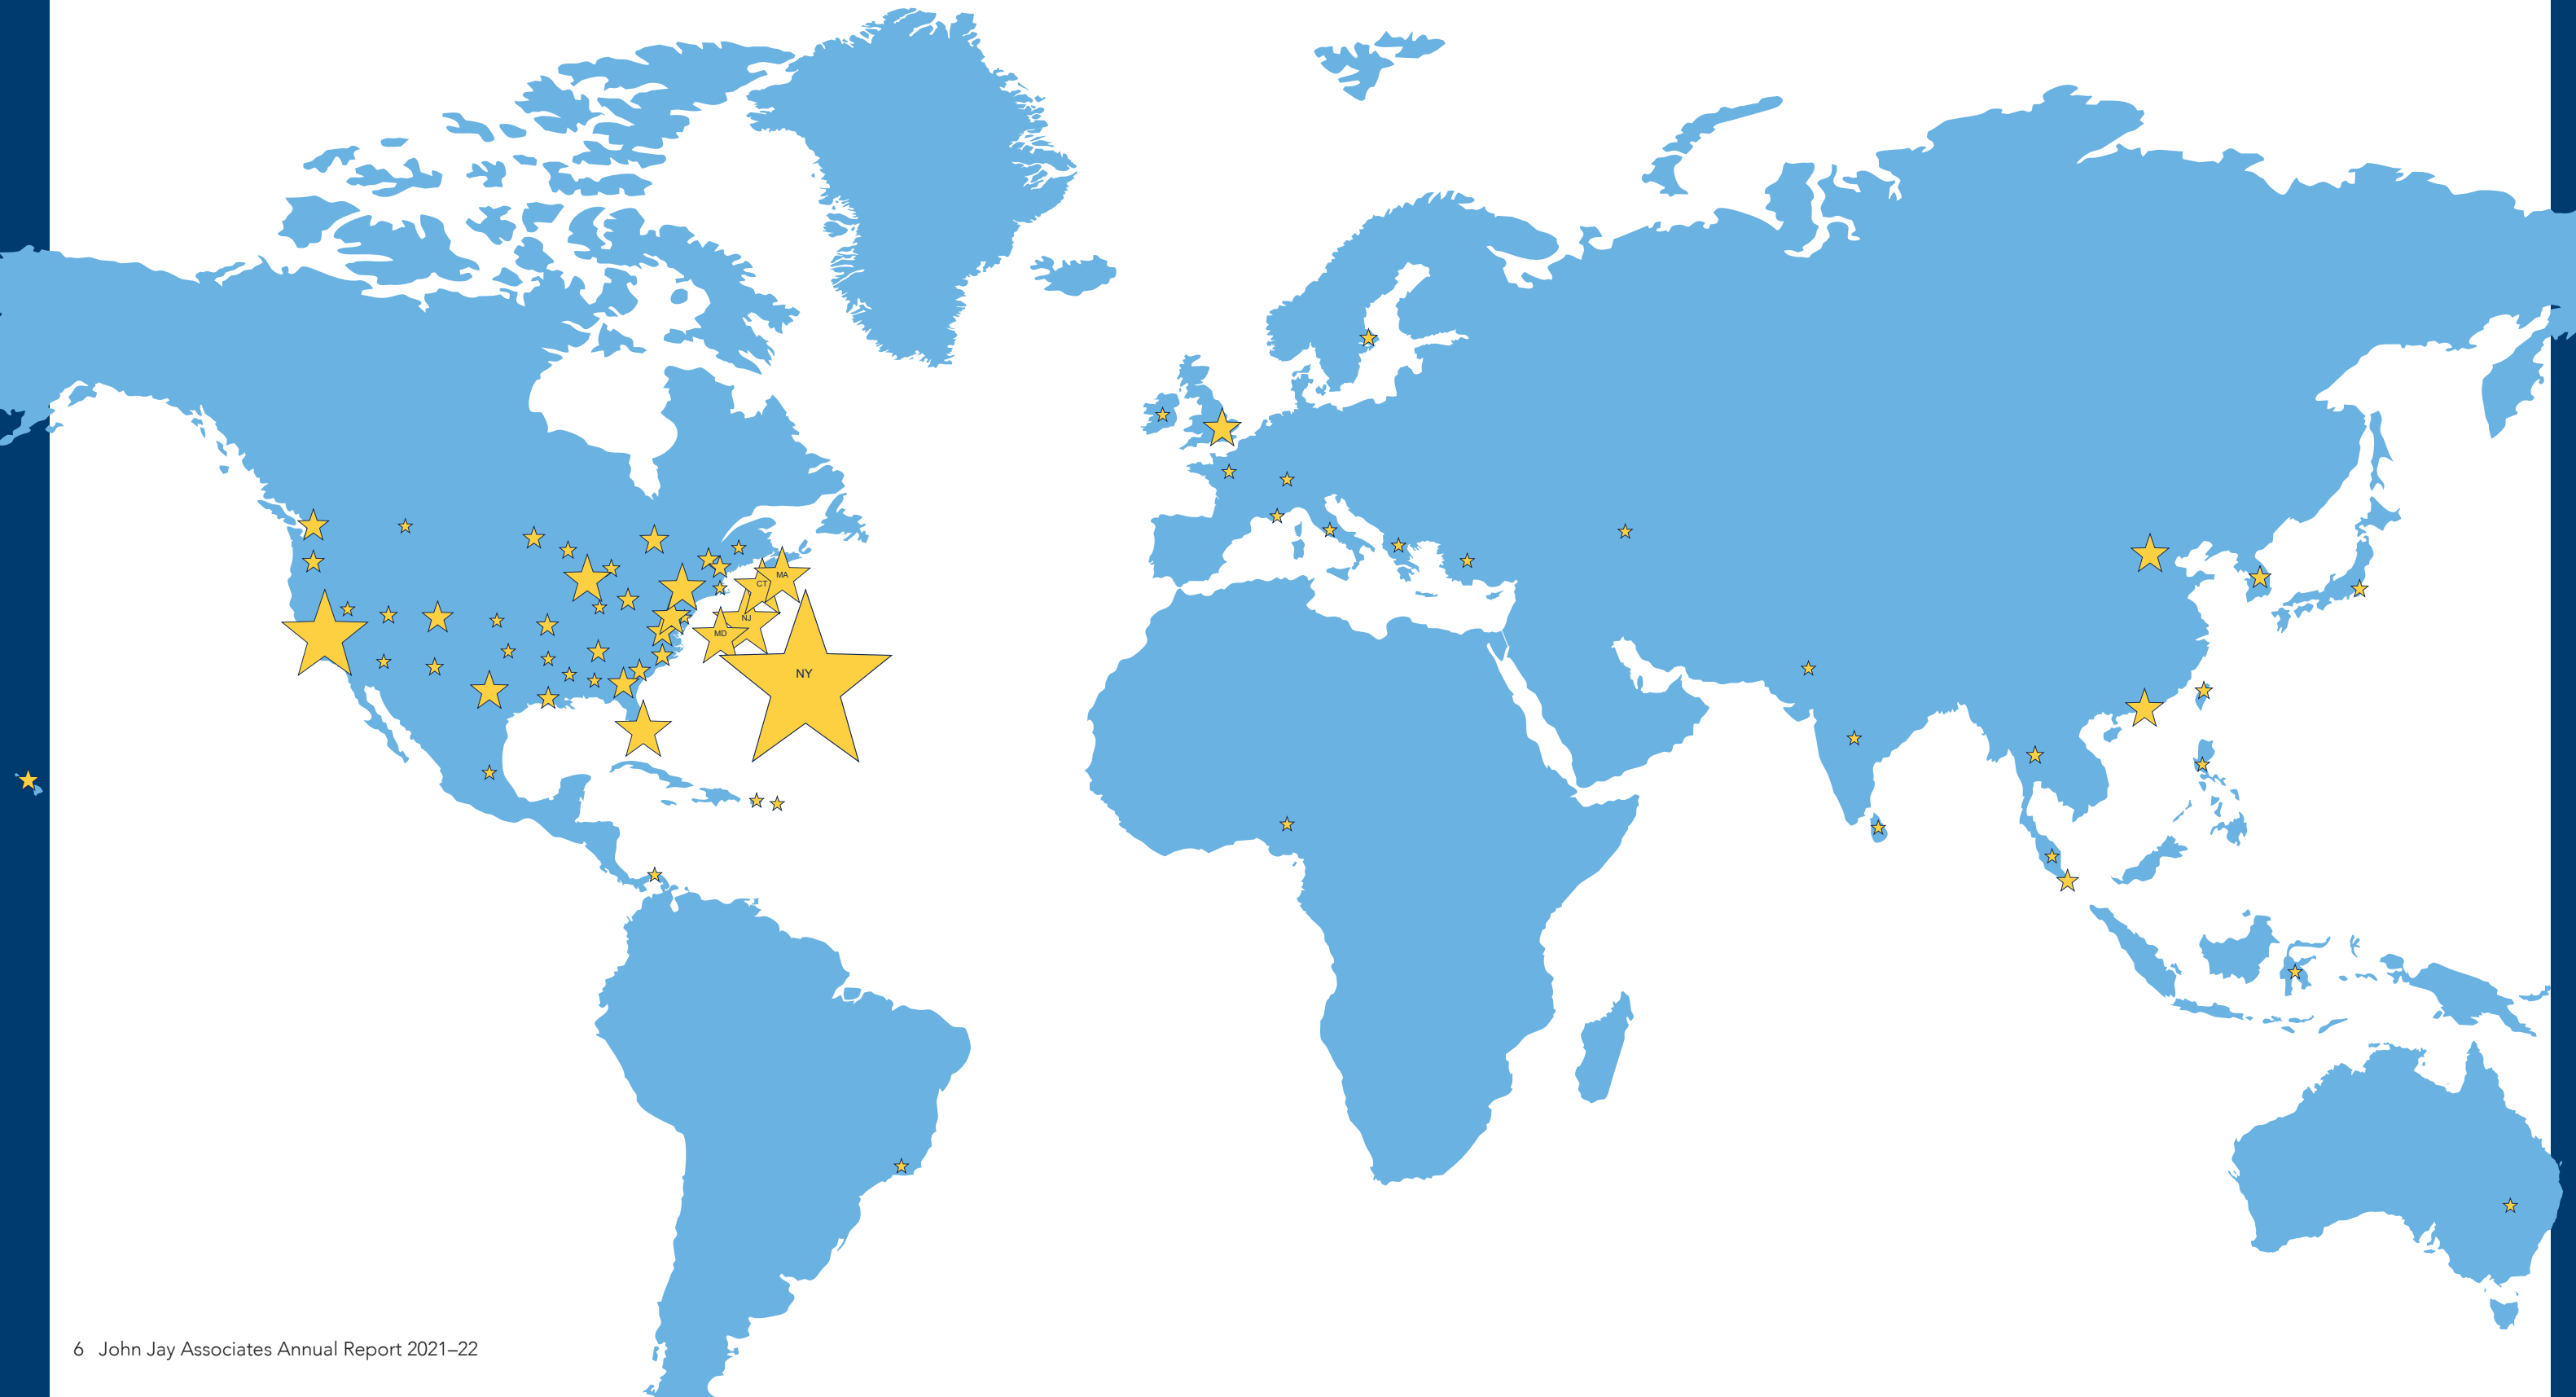 MA
CT
NJ
MD
NY
6 John Jay Associates Annual Report 2021–22